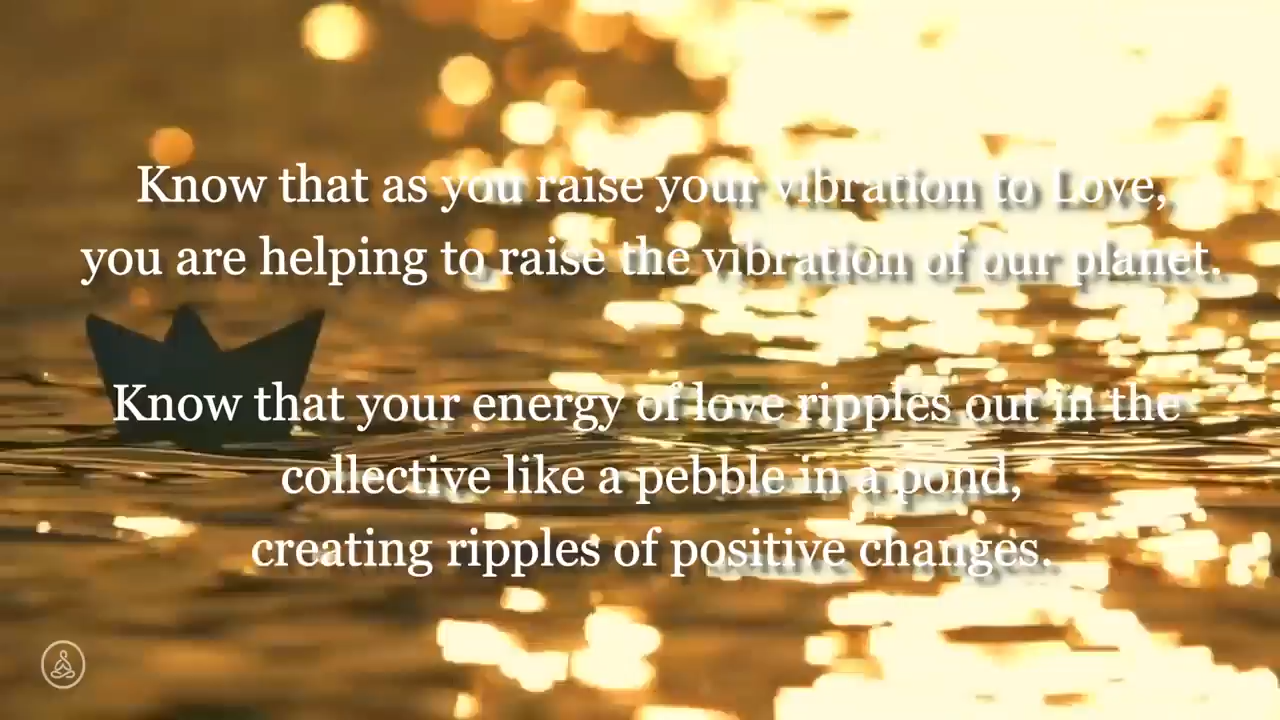 Know that as you raise your vibration to Love,
you are helping to raise the vibration of our planet.
Know that your energy of love ripples out in the
collective like a pebble in a pond,
creating ripples of positive changes.